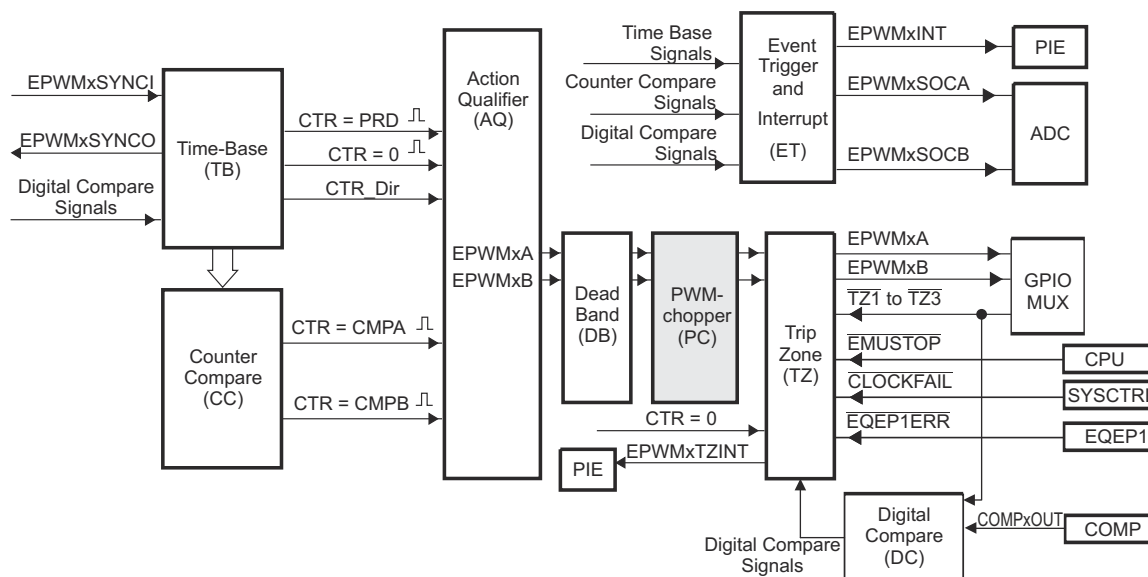 EPWMxSYNCI
EPWMxSYNCO
Digital Compare
Signals
Time-Base
(TB)
CTR = PRD
CTR = 0
CTR_Dir
Counter
Compare
(CC)
CTR = CMPA
CTR = CMPB
Action
Qualifier
(AQ)
EPWMxA
EPWMxB
Time Base
Signals
Counter Compare
Signals
Digital Compare
Signals
Event
Trigger
and
Interrupt
(ET)
EPWMxINT
EPWMxSOCA
EPWMxSOCB
PIE
ADC
Dead
Band
(DB)
PWM-
chopper
(PC)
Trip
Zone
(TZ)
EPWMxA
EPWMxB
TZ1 to TZ3
EMUSTOP
CLOCKFAIL
EQEP1ERR
GPIO
MUX
CPU
SYSCTRL
EQEP1
CTR = 0
EPWMxTZINT
PIE
Digital Compare
Signals
Digital
Compare
(DC)
COMPxOUT
COMP